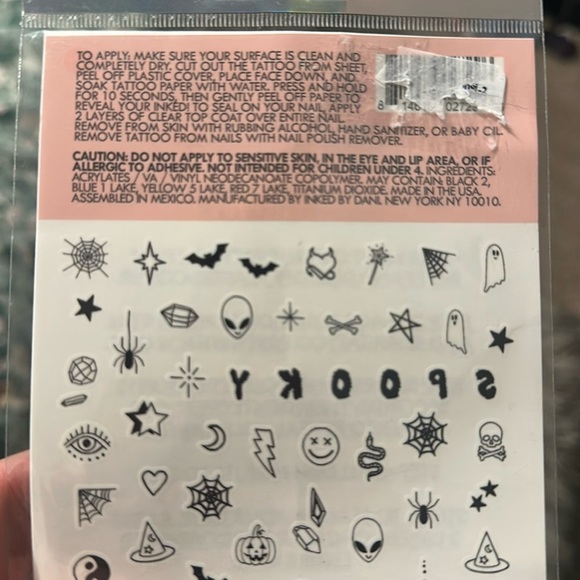 TO APPLY: MAKE SURE YOUR SURFACE IS CLEAN AND
COMPLETELY DRY. CUT OUT THE TATTOO FROM SHEET,
PEEL OFF PLASTIC COVER, PLACE FACE DOWN, AND
SOAK TATTOO PAPER WITH WATER. PRESS AND HOLD
FOR 10 SECONDS, THEN GENTLY PEEL OFF PAPER TO
REVEAL YOUR INKED! TO SEAL ON YOUR NAIL, APPLY
2 LAYERS OF CLEAR TOP COAT OVER ENTIRE NAIL.
REMOVE FROM SKIN WITH RUBBING ALCOHOL, HAND SANITIZER, OR BABY OIL.
REMOVE TATTOO FROM NAILS WITH NAIL POLISH REMOVER.
CAUTION: DO NOT APPLY TO SENSITIVE SKIN, IN THE EYE AND LIP AREA, OR IF
ALLERGIC TO ADHESIVE. NOT INTENDED FOR CHILDREN UNDER 4. INGREDIENTS:
ACRYLATES / VA / VINYL NEODECANOATE COPOLYMER. MAY CONTAIN: BLACK 2,
BLUE 1 LAKE, YELLOW 5 LAKE, RED 7 LAKE, TITANIUM DIOXIDE. MADE IN THE USA.
ASSEMBLED IN MEXICO. MANUFACTURED BY INKED BY DANI, NEW YORK NY 10010.
SPOOKY